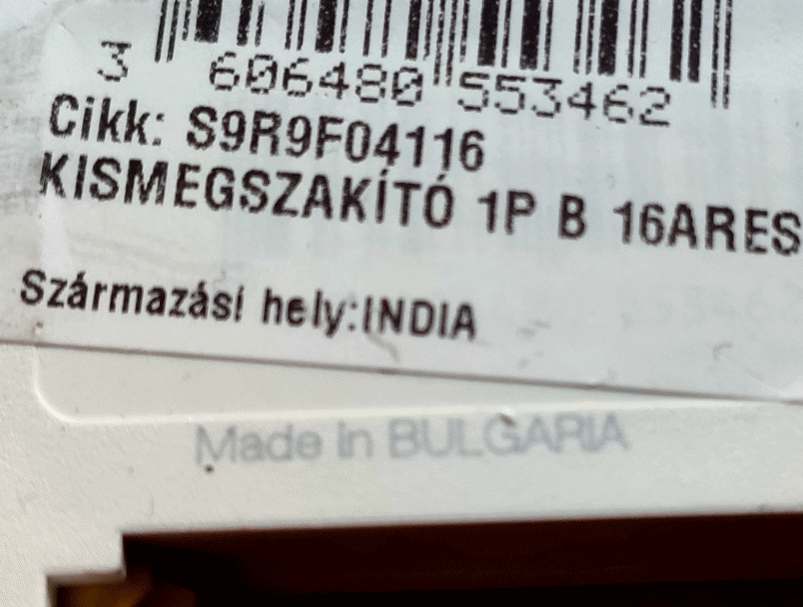 3 606480 553462
Cikk: S9R9F04116
KISMEGSZAKÍTÓ 1P B 16ARES
Származási hely:INDIA
Made in BULGARIA